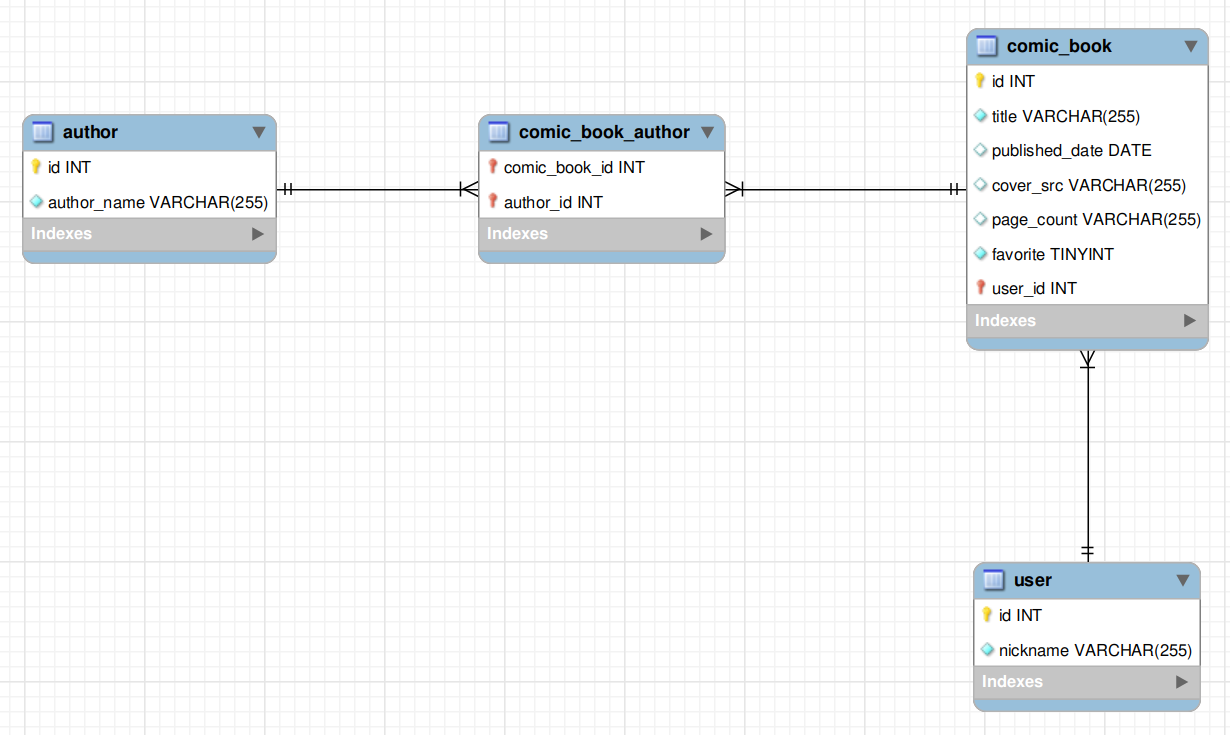 author
id INT
author_name VARCHAR(255)
Indexes
comic_book_author
comic_book_id INT
author_id INT
Indexes
comic_book
id INT
title VARCHAR(255)
published_date DATE
cover_src VARCHAR(255)
page_count VARCHAR(255)
favorite TINYINT
user_id INT
Indexes
user
id INT
nickname VARCHAR(255)
Indexes